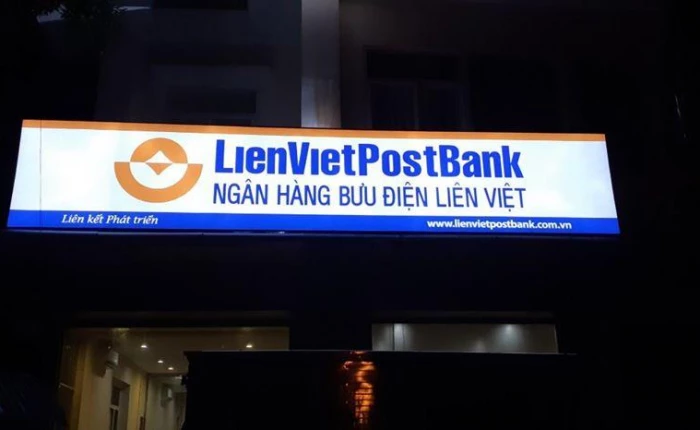 LienVietPostBank
NGÂN HÀNG BƯU ĐIỆN LIÊN VIỆT
Liên kết Phát triển
www.lienvietpostbank.com.vn